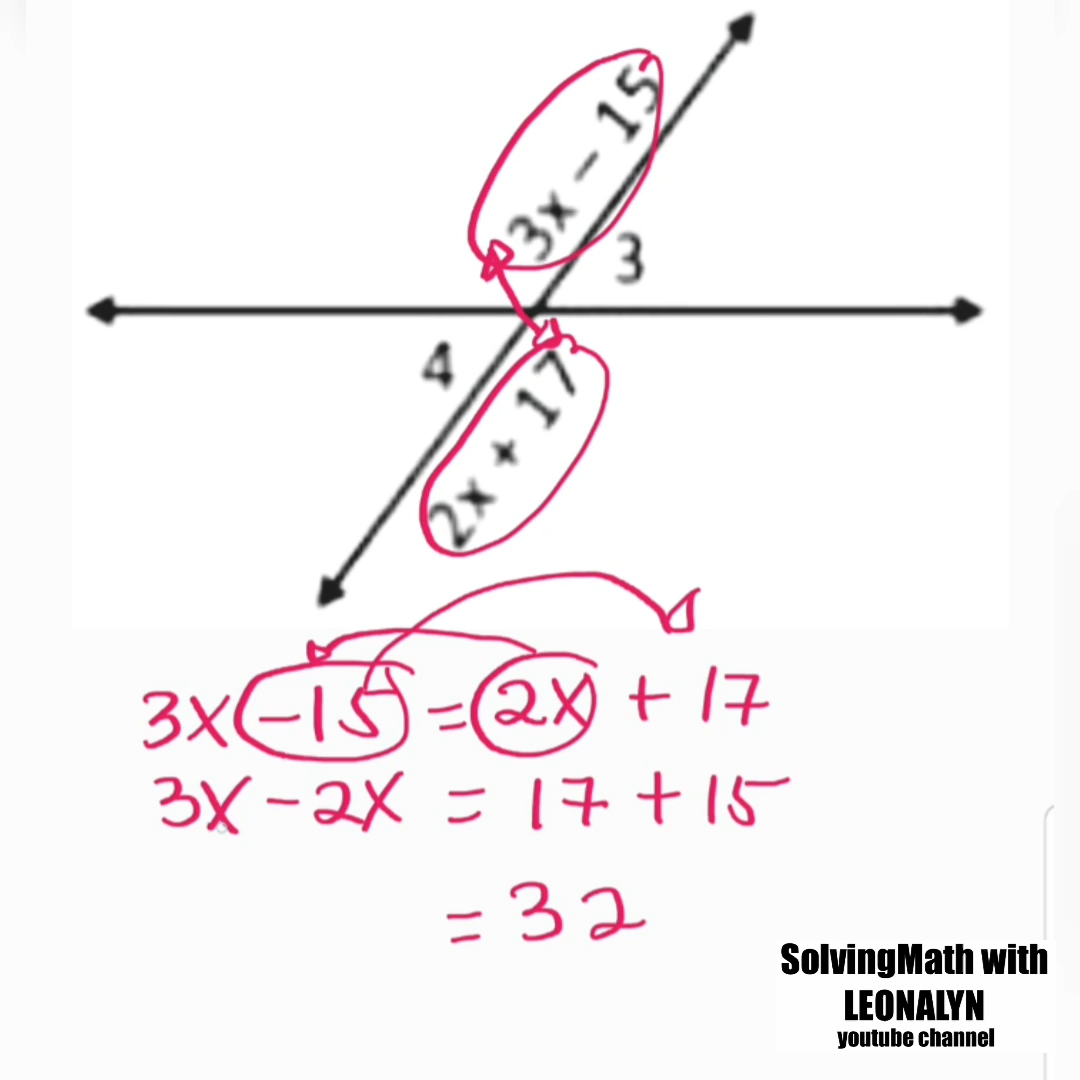 3x - 15
3
4
2x + 17
3x -15 = 2x + 17
3x - 2x = 17 + 15
= 32
SolvingMath with
LEONALYN
youtube channel